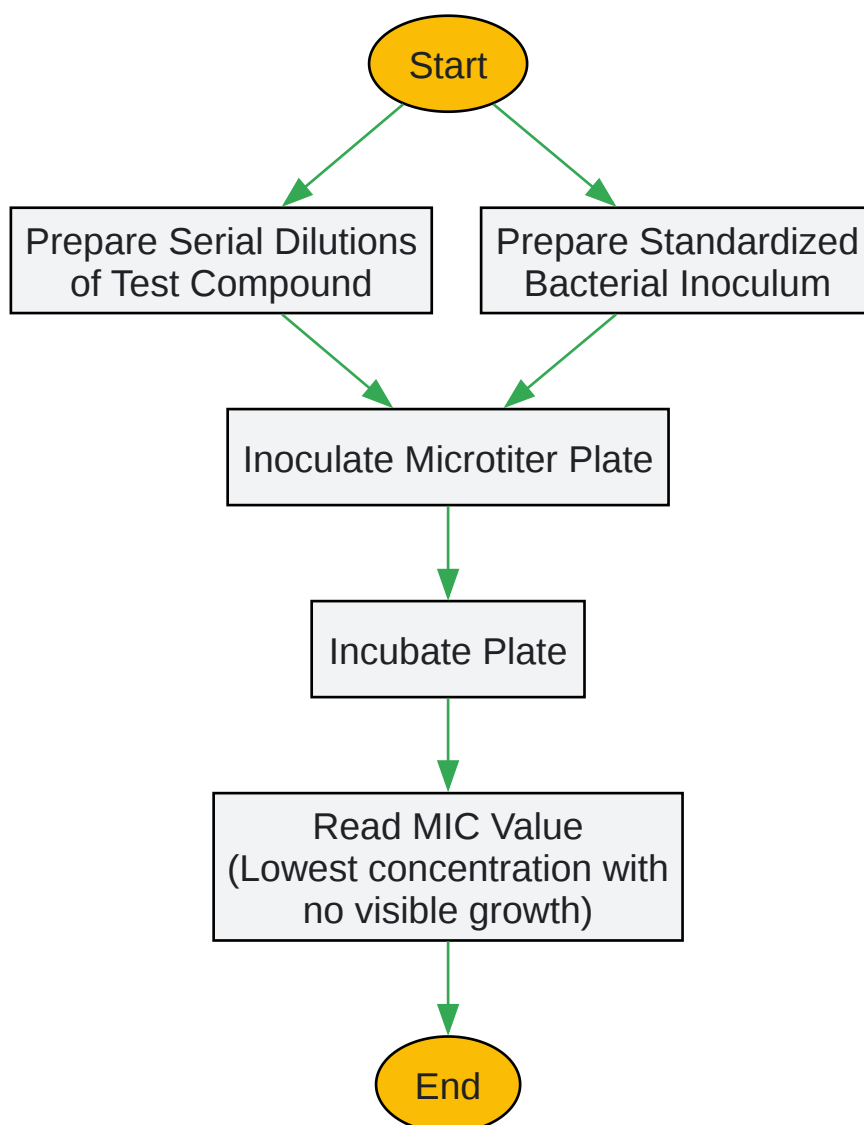 Start
Prepare Serial Dilutions
of Test Compound
Prepare Standardized
Bacterial Inoculum
Inoculate Microtiter Plate
Incubate Plate
Read MIC Value
(Lowest concentration with
no visible growth)
End